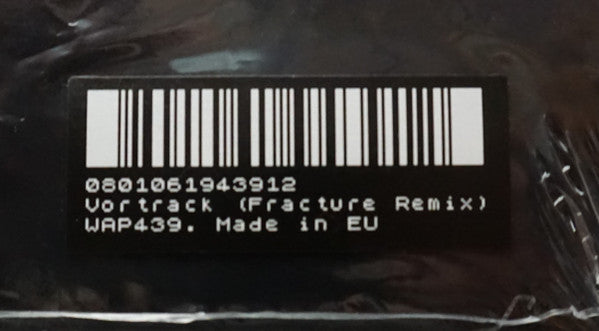 0801061943912
Vortrack (Fracture Remix)
WAP439. Made in EU